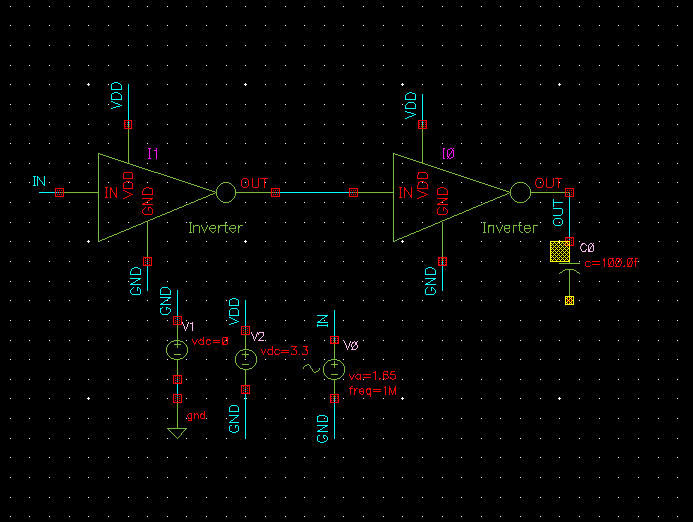 VDD
VDD
I1
I0
IN
IN
VDD
GND
OUT
IN
VDD
GND
OUT
OUT
Inverter
Inverter
C0
GND
GND
GND
VDD
IN
V1
vdc=0
V2
vdc=3.3
V0
va=1.65
freq=1M
gnd
GND
GND